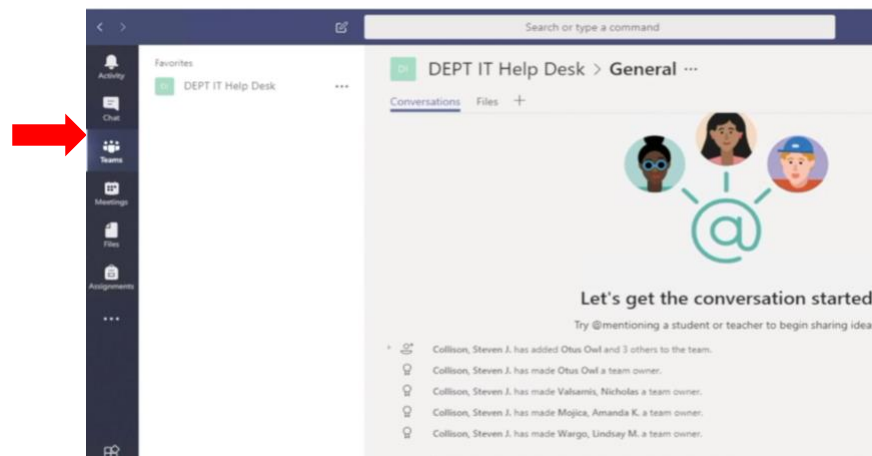 Search or type a command
Activity
Chat
Teams
Meetings
Files
Assignments
Favorites
DI DEPT IT Help Desk
DI DEPT IT Help Desk > General
Conversations Files
Let's get the conversation started
Try @mentioning a student or teacher to begin sharing idea
Collison, Steven J. has added Otus Owl and 3 others to the team.
Collison, Steven J. has made Otus Owl a team owner.
Collison, Steven J. has made Valsamis, Nicholas a team owner.
Collison, Steven J. has made Mojica, Amanda K. a team owner.
Collison, Steven J. has made Wargo, Lindsay M. a team owner.